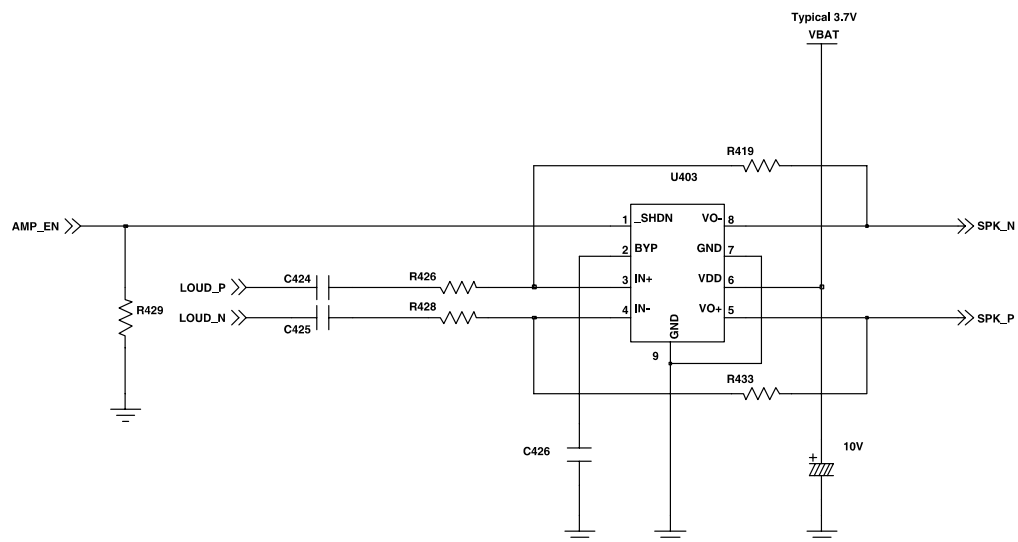 Typical 3.7V
VBAT
R419
U403
AMP_EN
1
_SHDN
VO-
8
SPK_N
2
BYP
GND
7
LOUD_P
C424
R426
3
IN+
VDD
6
R429
LOUD_N
C425
R428
4
IN-
VO+
5
SPK_P
GND
9
R433
C426
10V
+